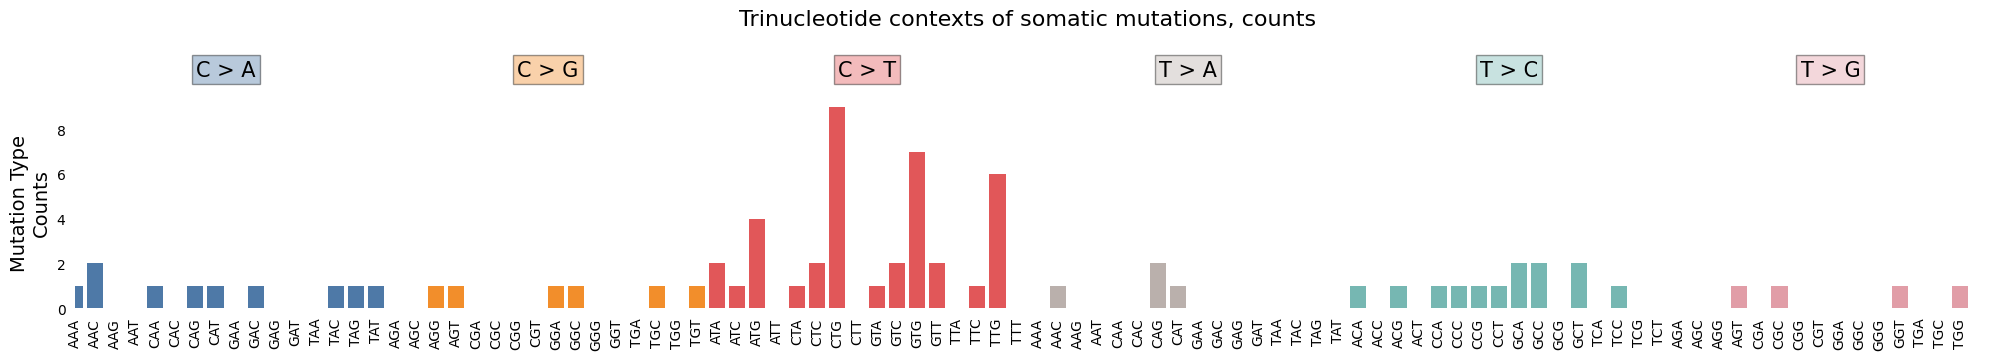 Trinucleotide contexts of somatic mutations, counts
C > A C > G C > T T > A T > C T > G
Mutation Type
Counts
8
6
4
2
0
AAA AAC AAG AAT CAA CAC CAG CAT GAA GAC GAG GAT TAA TAC TAG TAT AGA AGC AGG AGT CGA CGC CGG CGT GGA GGC GGG GGT TGA TGC TGG TGT ATA ATC ATG ATT CTA CTC CTG CTT GTA GTC GTG GTT TTA TTC TTG TTT AAA AAC AAG AAT CAA CAC CAG CAT GAA GAC GAG GAT TAA TAC TAG TAT ACA ACC ACG ACT CCA CCC CCG CCT GCA GCC GCG GCT TCA TCC TCG TCT AGA AGC AGG AGT CGA CGC CGG CGT GGA GGC GGG GGT TGA TGC TGG